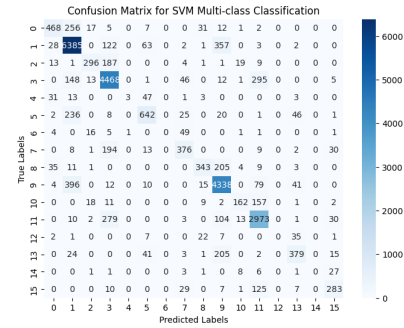 Confusion Matrix for SVM Multi-class Classification
0 468 256 17 5 0 7 0 0 31 12 1 2 0 0 0 0
1 28 6385 0 122 0 63 0 2 1 357 0 3 0 2 0 0
2 13 1 296 187 0 0 0 0 4 1 1 19 9 0 0 0
3 0 148 13 4468 0 1 0 46 0 12 1 295 0 0 0 5
4 31 13 0 0 3 47 0 1 0 3 0 0 0 3 0 0
5 2 236 0 8 0 642 0 25 0 20 0 1 0 46 0 1
6 4 0 16 5 0 1 0 49 0 0 0 1 1 0 0 1
7 0 8 1 194 0 13 0 376 0 0 0 9 0 2 0 30
8 35 11 1 0 0 0 0 0 343 205 4 9 0 3 0 0
9 4 396 0 12 0 10 0 0 15 4338 0 79 0 41 0 0
10 0 0 18 11 0 0 0 0 9 2 162 157 0 1 0 2
11 0 10 2 279 0 0 0 3 0 104 13 2973 0 1 0 30
12 2 1 0 0 0 7 0 0 22 7 0 0 0 35 0 1
13 0 24 0 0 0 41 0 3 1 205 0 2 0 379 0 15
14 0 0 1 1 0 3 0 1 0 8 6 0 1 0 27
15 0 0 0 10 0 0 0 29 0 7 1 125 0 7 0 283
0 1 2 3 4 5 6 7 8 9 10 11 12 13 14 15
Predicted Labels
True Labels
6000
5000
4000
3000
2000
1000
0